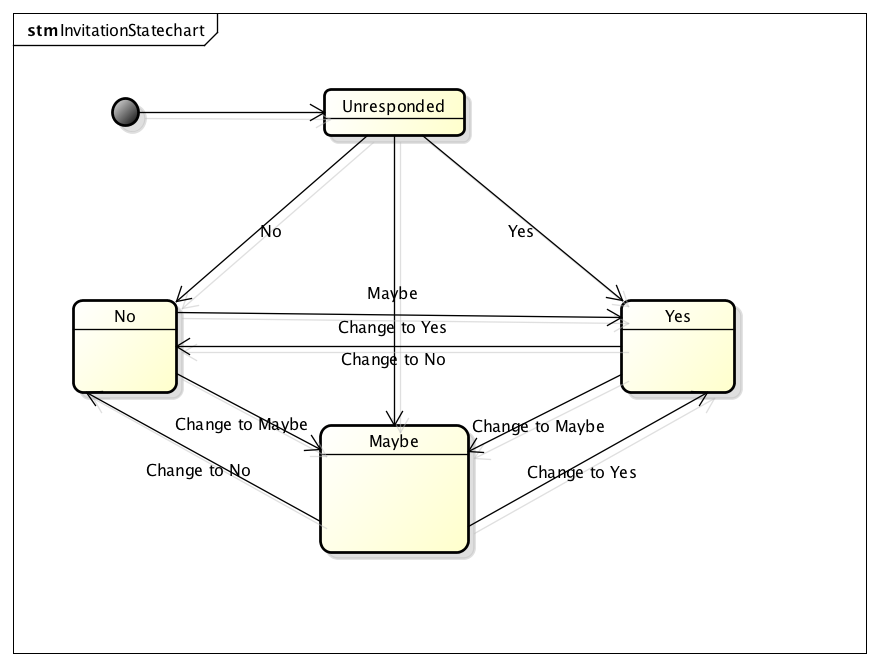 stm InvitationStatechart
Unresponded
No
Yes
Maybe
No
Yes
Change to Yes
Change to No
Change to Maybe
Change to Maybe
Maybe
Change to No
Change to Yes